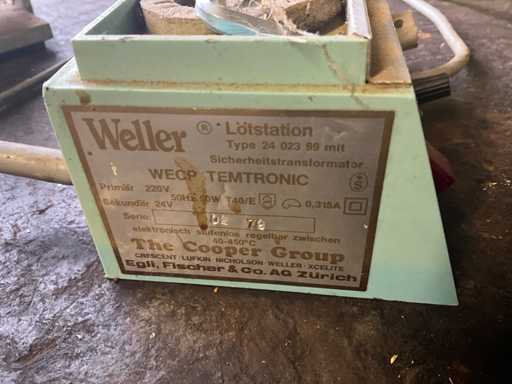 Weller ® Lötstation
Type 24 023 99 mit
Sicherheitstransformator
WECP TEMTRONIC
Primär 220V 50Hz 60W T40/E 0,315A
Sekundär 24V
Serie: 79
elektronisch stufenlos regelbar zwischen
40-450°C
The Cooper Group
CRESCENT·LUFKIN·NICHOLSON·WELLER·XCELITE
Egli, Fischer & Co. AG Zürich